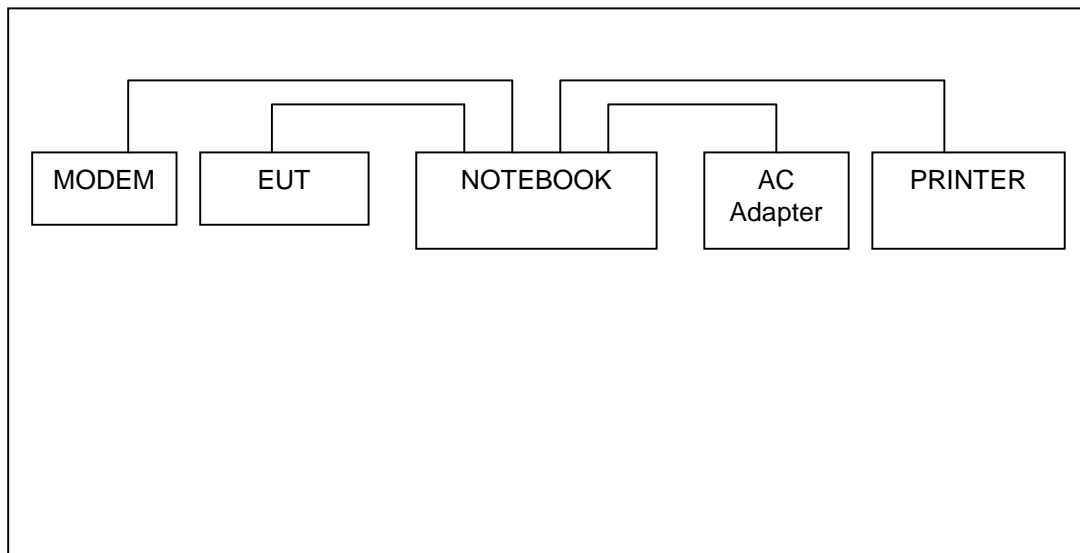 MODEM
EUT
NOTEBOOK
AC
Adapter
PRINTER